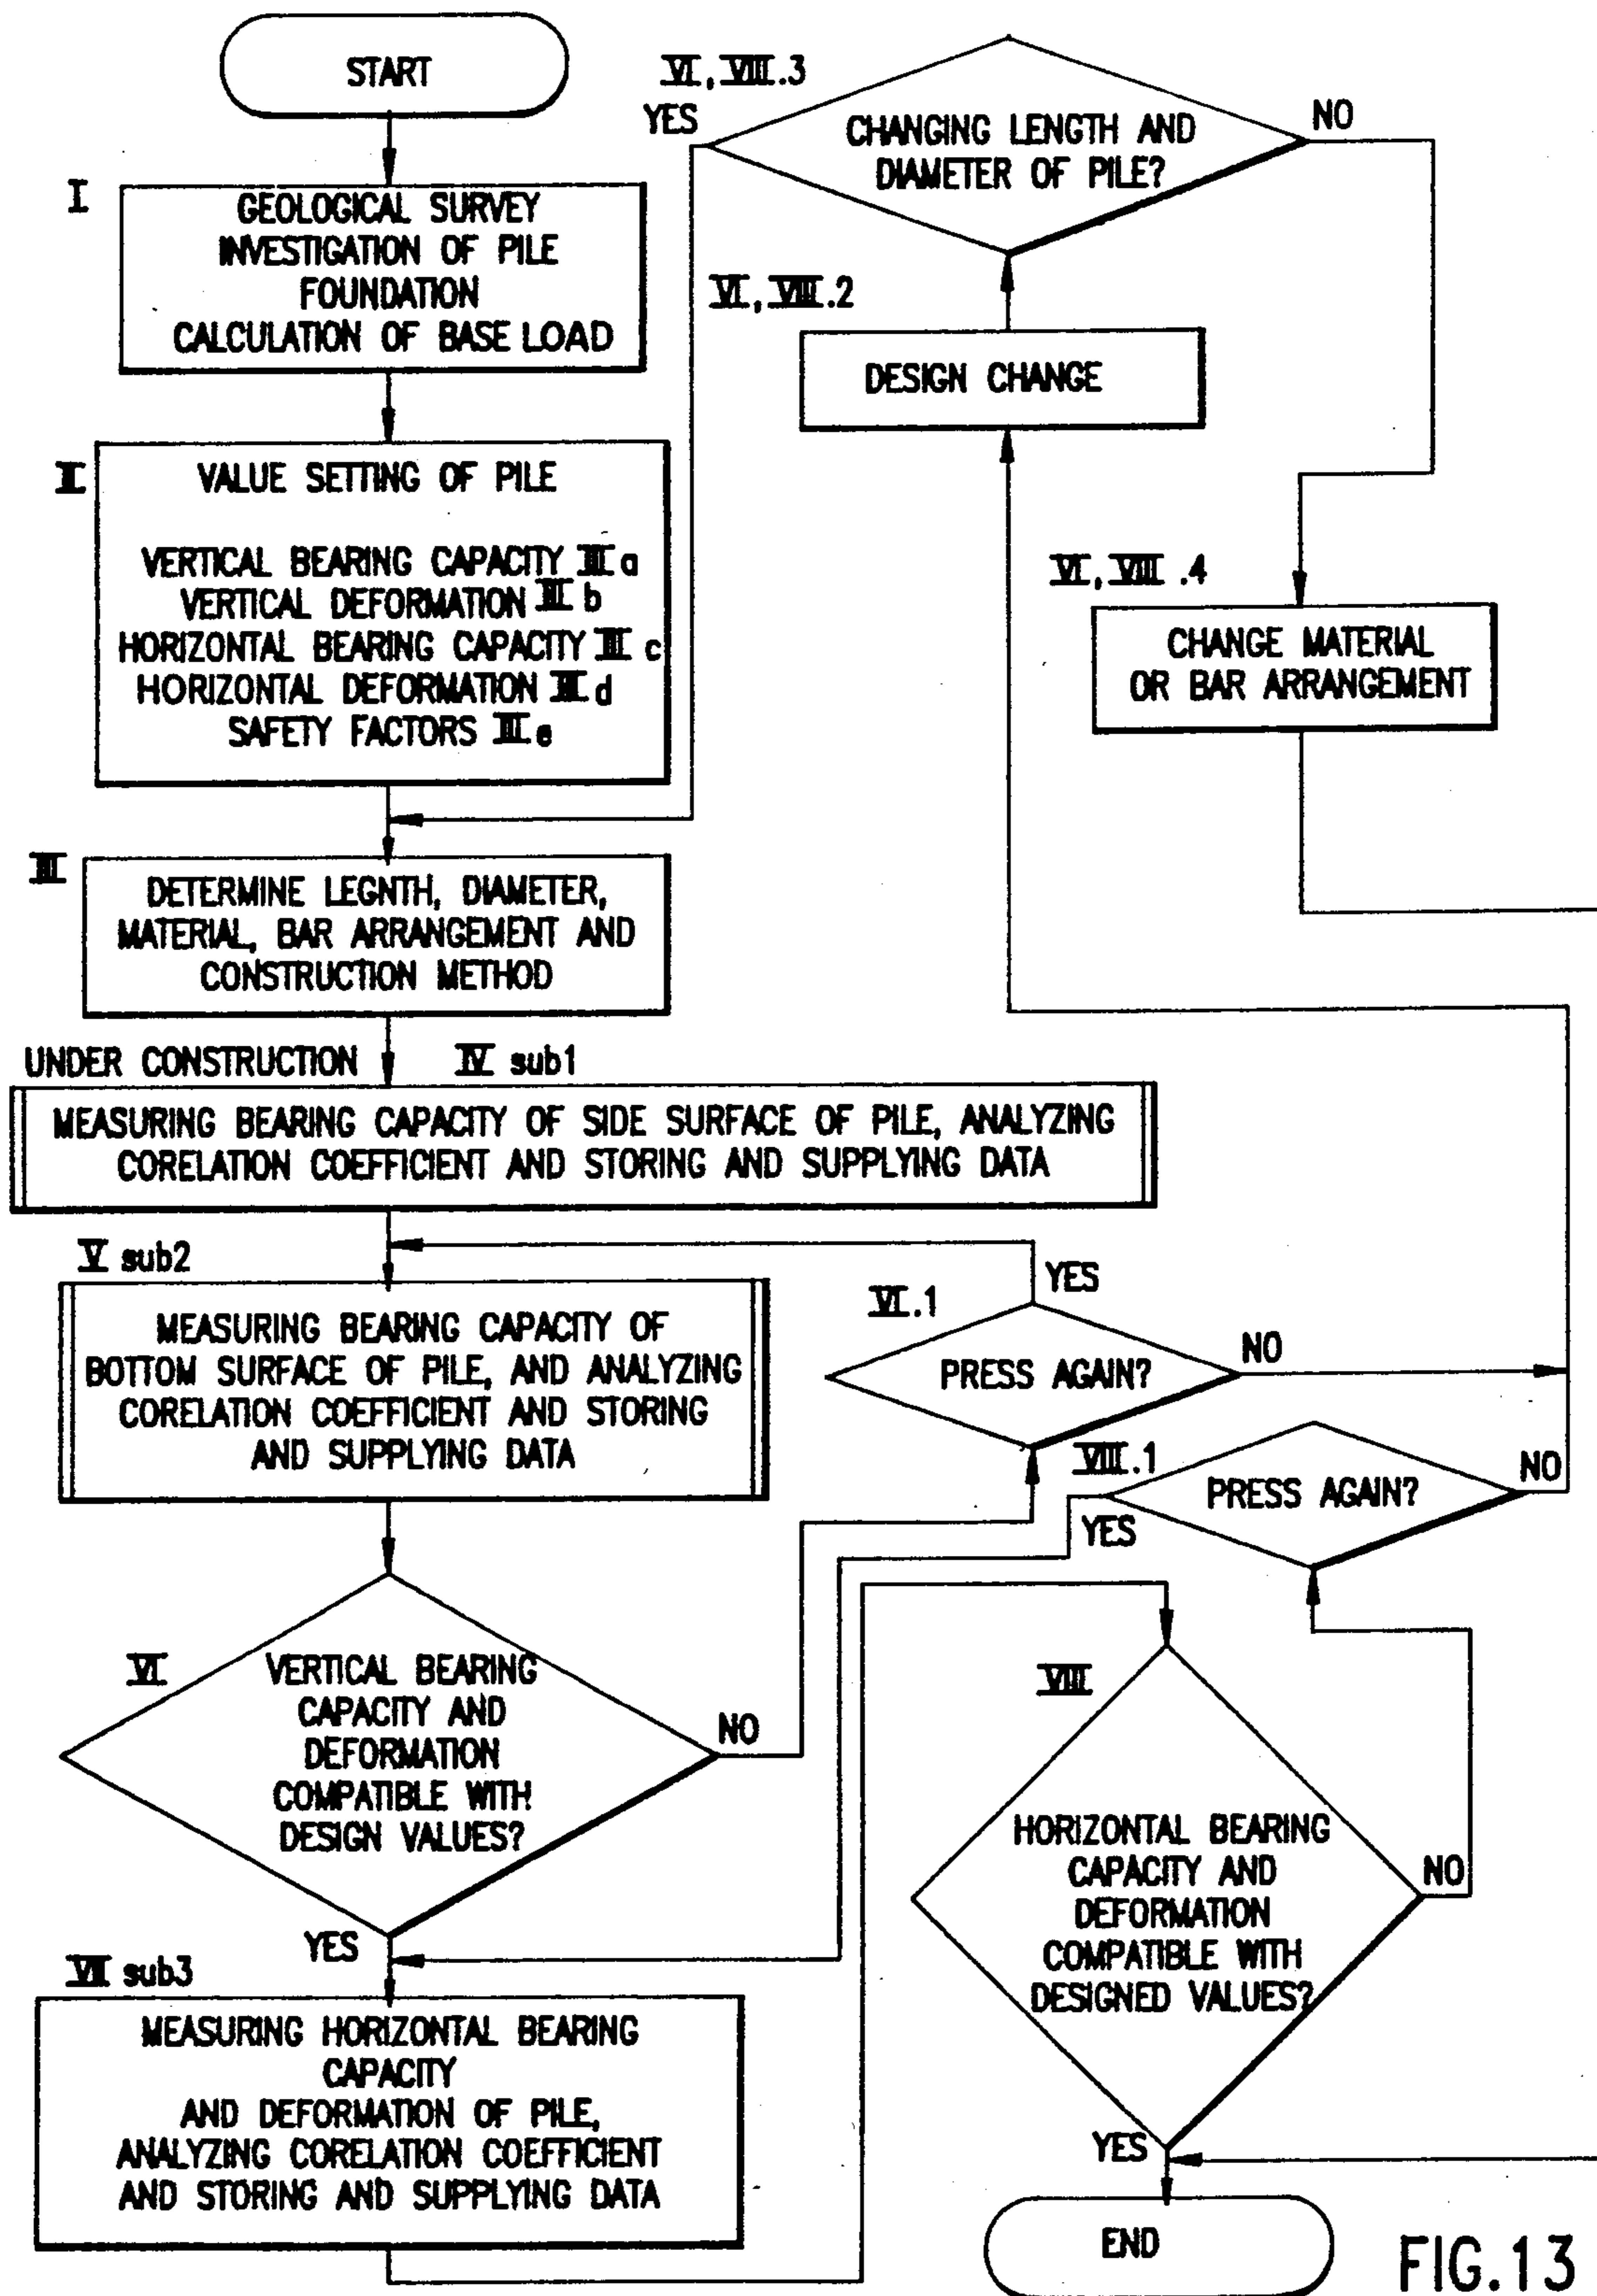 START
I
GEOLOGICAL SURVEY
INVESTIGATION OF PILE
FOUNDATION
CALCULATION OF BASE LOAD
II
VALUE SETTING OF PILE
VERTICAL BEARING CAPACITY III a
VERTICAL DEFORMATION III b
HORIZONTAL BEARING CAPACITY III c
HORIZONTAL DEFORMATION III d
SAFETY FACTORS III e
III
DETERMINE LEGNTH, DIAMETER,
MATERIAL, BAR ARRANGEMENT AND
CONSTRUCTION METHOD
UNDER CONSTRUCTION
IV sub1
MEASURING BEARING CAPACITY OF SIDE SURFACE OF PILE, ANALYZING
CORELATION COEFFICIENT AND STORING AND SUPPLYING DATA
V sub2
MEASURING BEARING CAPACITY OF
BOTTOM SURFACE OF PILE, AND ANALYZING
CORELATION COEFFICIENT AND STORING
AND SUPPLYING DATA
VI
VERTICAL BEARING
CAPACITY AND
DEFORMATION
COMPATIBLE WITH
DESIGN VALUES?
NO
YES
VII sub3
MEASURING HORIZONTAL BEARING
CAPACITY
AND DEFORMATION OF PILE,
ANALYZING CORELATION COEFFICIENT
AND STORING AND SUPPLYING DATA
VI, VIII.3
YES
CHANGING LENGTH AND
DIAMETER OF PILE?
NO
VI, VIII.2
DESIGN CHANGE
VI, VIII .4
CHANGE MATERIAL
OR BAR ARRANGEMENT
YES
VI.1
PRESS AGAIN?
NO
VIII.1
PRESS AGAIN?
NO
YES
VIII
HORIZONTAL BEARING
CAPACITY AND
DEFORMATION
COMPATIBLE WITH
DESIGNED VALUES?
NO
YES
END
FIG.13